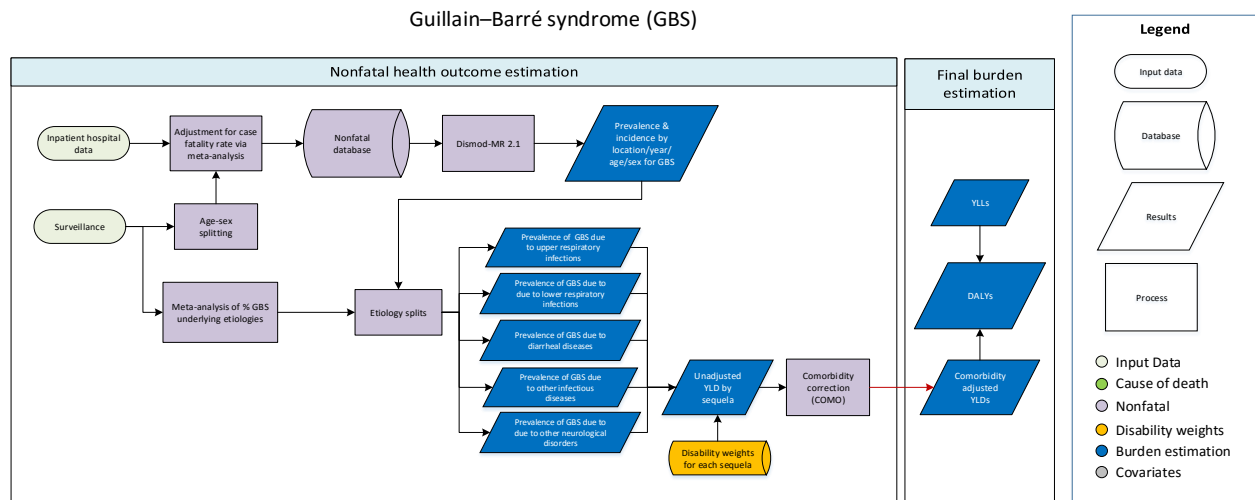 Guillain–Barré syndrome (GBS)
Nonfatal health outcome estimation
Inpatient hospital
data
Adjustment for case
fatality rate via
meta-analysis
Nonfatal
database
Dismod-MR 2.1
Prevalence &
incidence by
location/year/
age/sex for GBS
Surveillance
Age-sex
splitting
Meta-analysis of % GBS
underlying etiologies
Etiology splits
Prevalence of  GBS due
to upper respiratory
infections
Prevalence of GBS due to
due to lower respiratory
infections
Prevalence of GBS due to
diarrheal diseases
Prevalence of GBS due
to other infectious
diseases
Prevalence of GBS due to
due to other neurological
disorders
Unadjusted
YLD by
sequela
Disability weights
for each sequela
Comorbidity
correction
(COMO)
Final burden
estimation
YLLs
DALYs
Comorbidity
adjusted
YLDs
Legend
Input data
Database
Results
Process
Input Data
Cause of death
Nonfatal
Disability weights
Burden estimation
Covariates